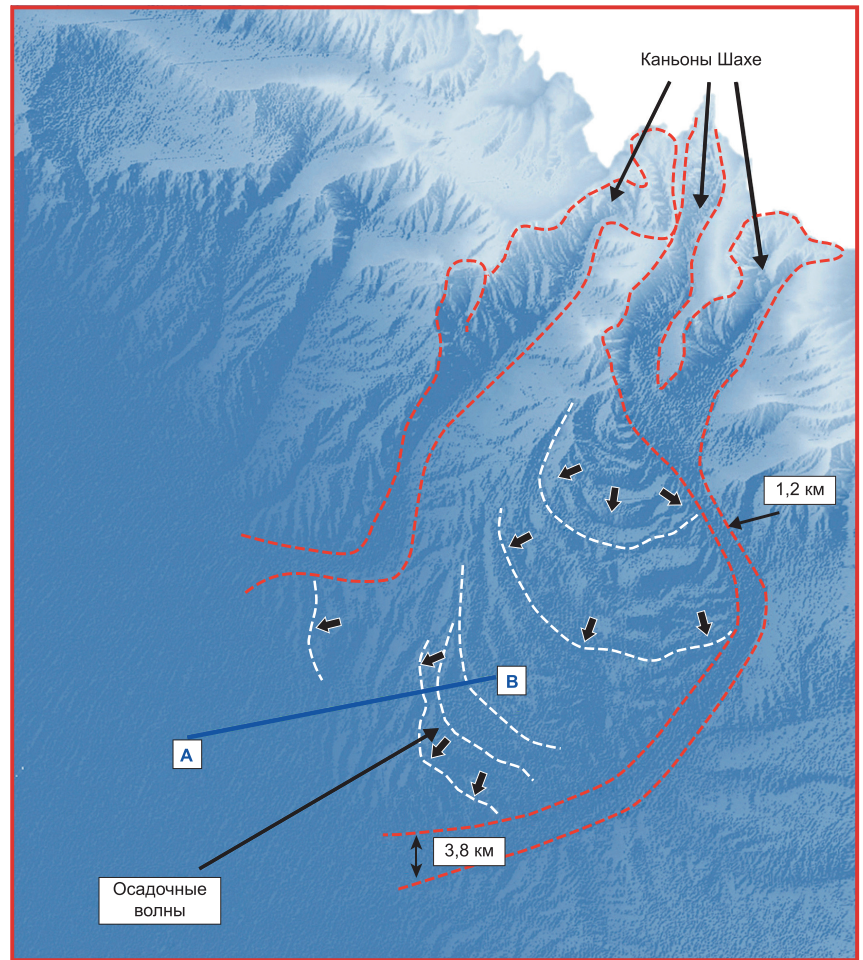 Каньоны Шахе
1,2 км
B
A
3,8 км
Осадочные
волны